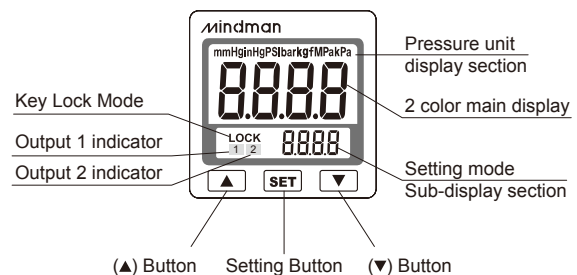 Mindman
mmHginHgPSIbarkgfMPakPa
8.8.8.8
LOCK
1 2
8.8.8.8
SET
Pressure unit
display section
2 color main display
Key Lock Mode
Output 1 indicator
Output 2 indicator
Setting mode
Sub-display section
(▲) Button
Setting Button
(▼) Button